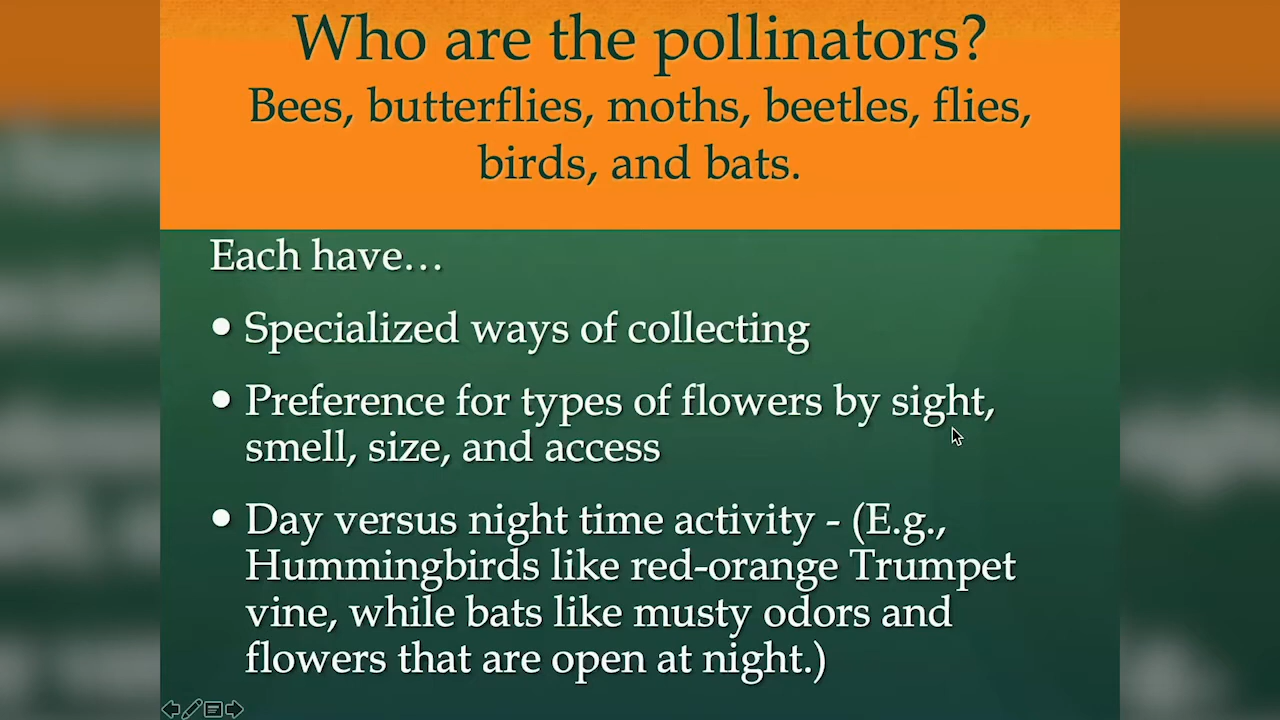 Who are the pollinators?
Bees, butterflies, moths, beetles, flies,
birds, and bats.
Each have…
• Specialized ways of collecting
• Preference for types of flowers by sight,
smell, size, and access
• Day versus night time activity - (E.g.,
Hummingbirds like red-orange Trumpet
vine, while bats like musty odors and
flowers that are open at night.)